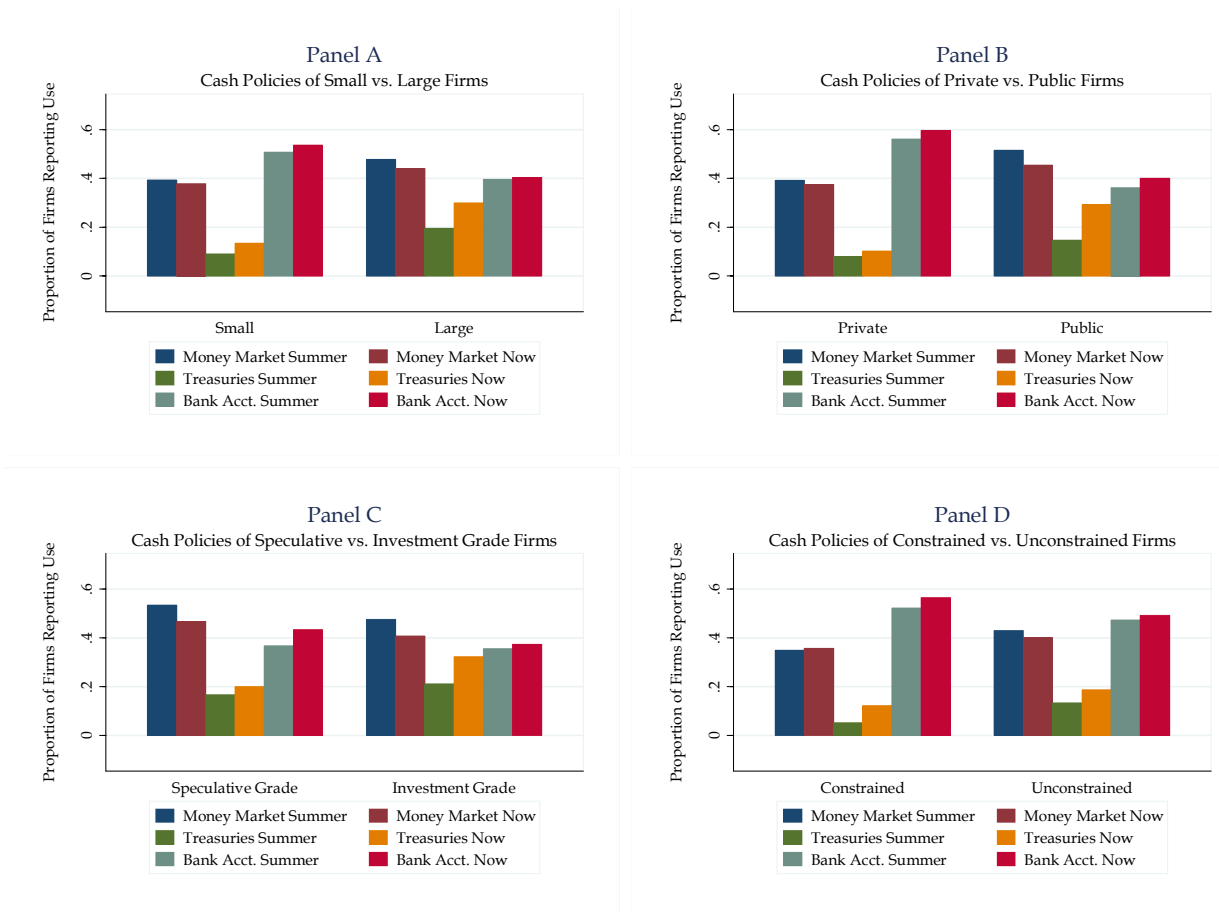 Panel A
Cash Policies of Small vs. Large Firms
Proportion of Firms Reporting Use
.6
.4
.2
0
Small Large
Money Market Summer Money Market Now
Treasuries Summer Treasuries Now
Bank Acct. Summer Bank Acct. Now
Panel B
Cash Policies of Private vs. Public Firms
Proportion of Firms Reporting Use
.6
.4
.2
0
Private Public
Money Market Summer Money Market Now
Treasuries Summer Treasuries Now
Bank Acct. Summer Bank Acct. Now
Panel C
Cash Policies of Speculative vs. Investment Grade Firms
Proportion of Firms Reporting Use
.6
.4
.2
0
Speculative Grade Investment Grade
Money Market Summer Money Market Now
Treasuries Summer Treasuries Now
Bank Acct. Summer Bank Acct. Now
Panel D
Cash Policies of Constrained vs. Unconstrained Firms
Proportion of Firms Reporting Use
.6
.4
.2
0
Constrained Unconstrained
Money Market Summer Money Market Now
Treasuries Summer Treasuries Now
Bank Acct. Summer Bank Acct. Now